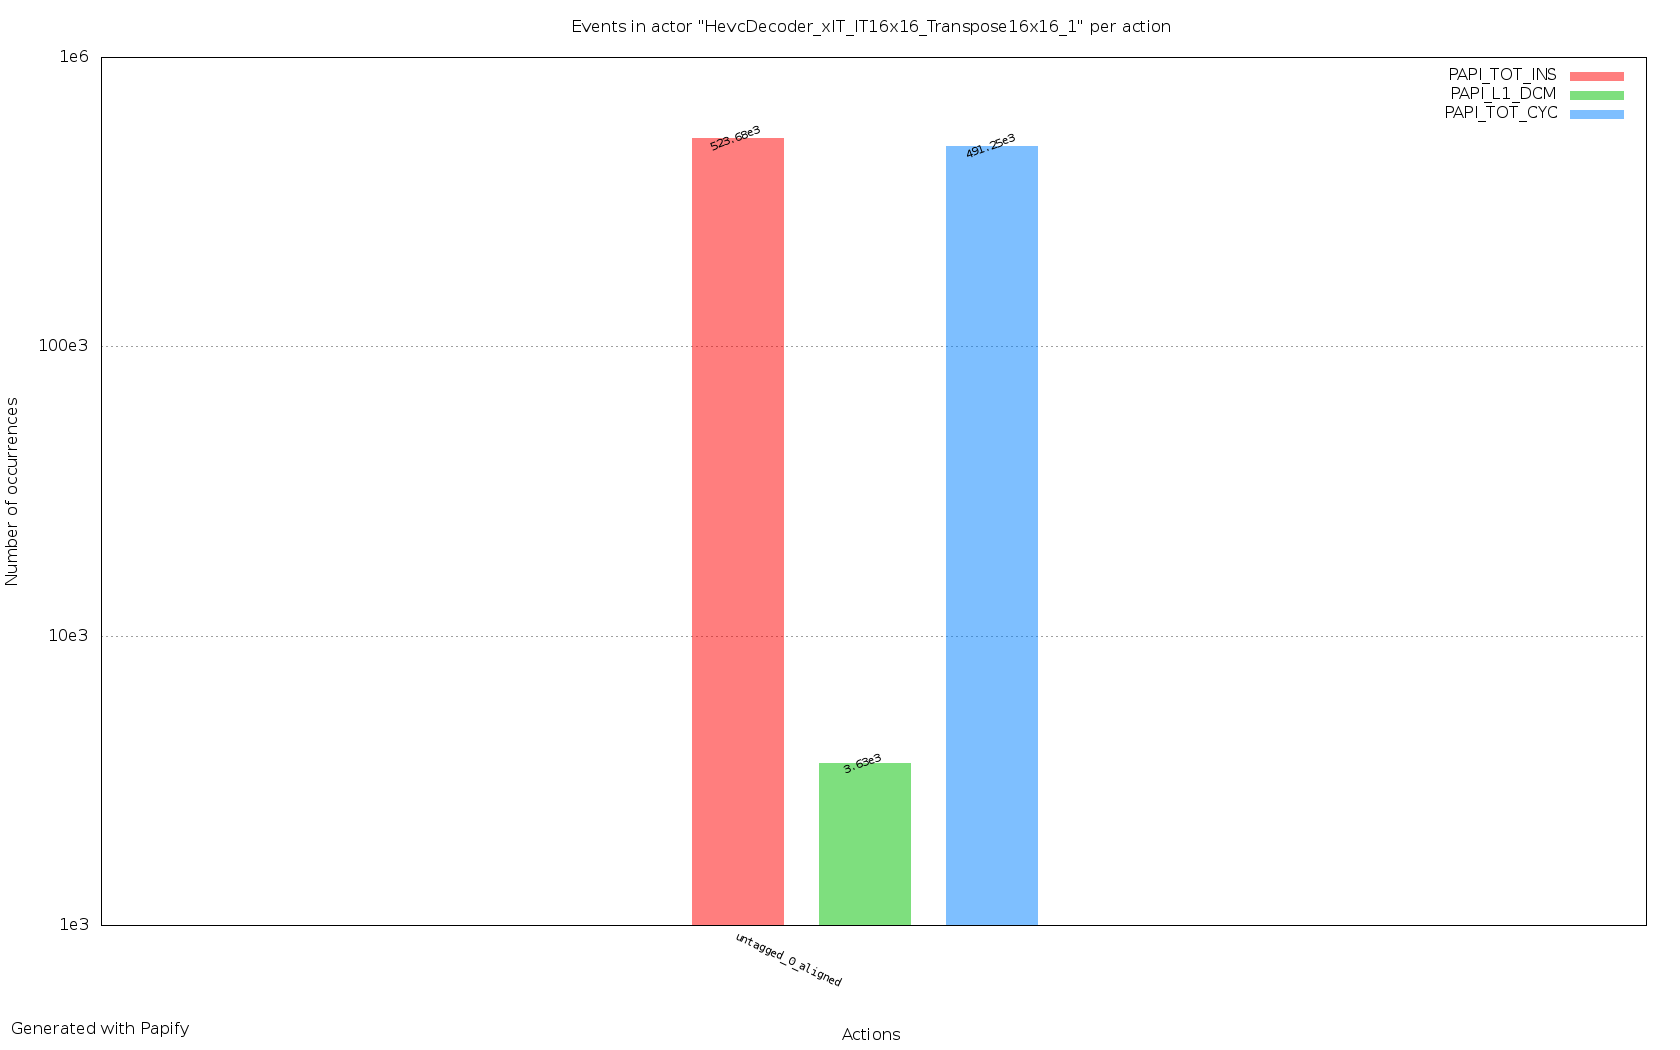 Events in actor "HevcDecoder_xIT_IT16x16_Transpose16x16_1" per action
1e6
100e3
10e3
1e3
Number of occurrences
PAPI_TOT_INS
PAPI_L1_DCM
PAPI_TOT_CYC
523.68e3
3.63e3
491.25e3
untagged_0_aligned
Actions
Generated with Papify